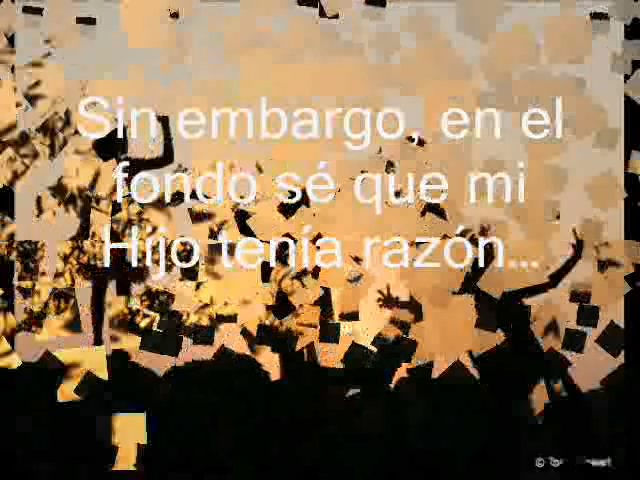 Sin embargo, en el
fondo sé que mi
Hijo tenía razón...
©